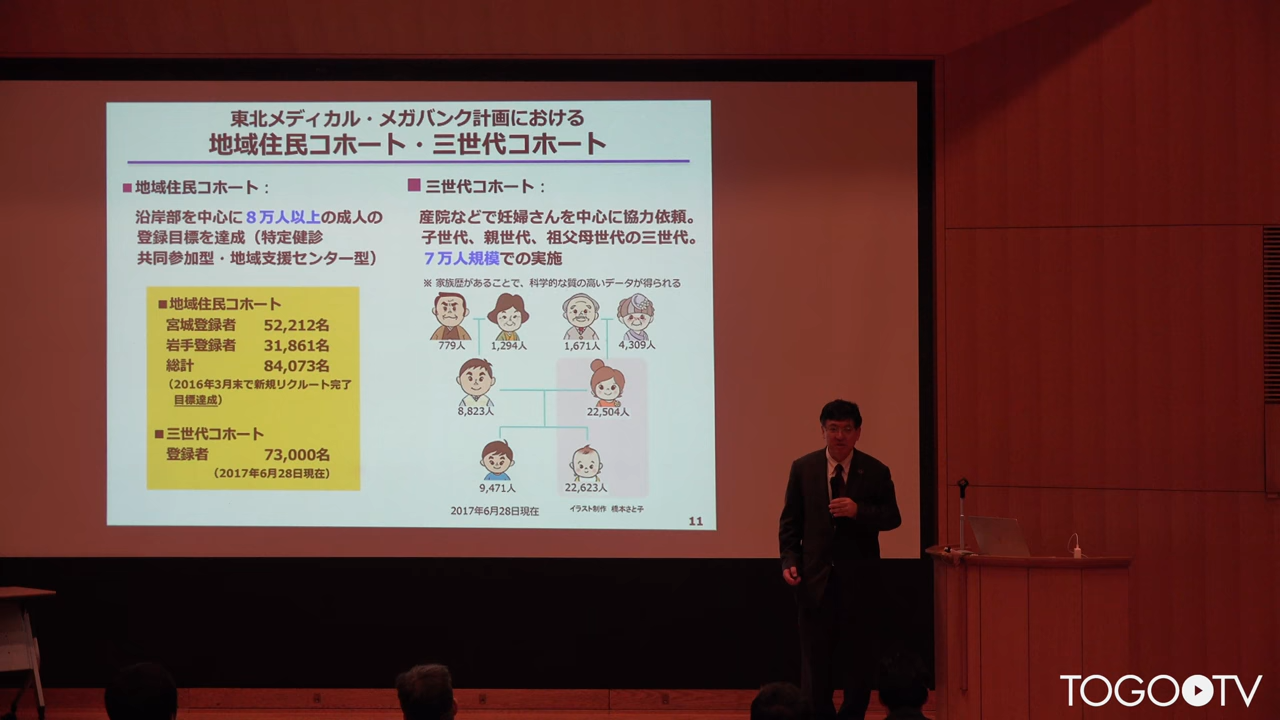 東北メディカル・メガバンク計画における
地域住民コホート・三世代コホート
■地域住民コホート：
沿岸部を中心に８万人以上の成人の
登録目標を達成（特定健診
共同参加型・地域支援センター型）
■地域住民コホート
宮城登録者 52,212名
岩手登録者 31,861名
総計 84,073名
（2016年3月末で新規リクルート完了
目標達成）
■三世代コホート
登録者 73,000名
（2017年6月28日現在）
■ 三世代コホート：
産院などで妊婦さんを中心に協力依頼。
子世代、親世代、祖父母世代の三世代。
７万人規模での実施
※ 家族歴があることで、科学的な質の高いデータが得られる
779人 1,294人 1,671人 4,309人
8,823人 22,504人
9,471人 22,623人
2017年6月28日現在 イラスト制作 橋本さと子
11
TOGOTV